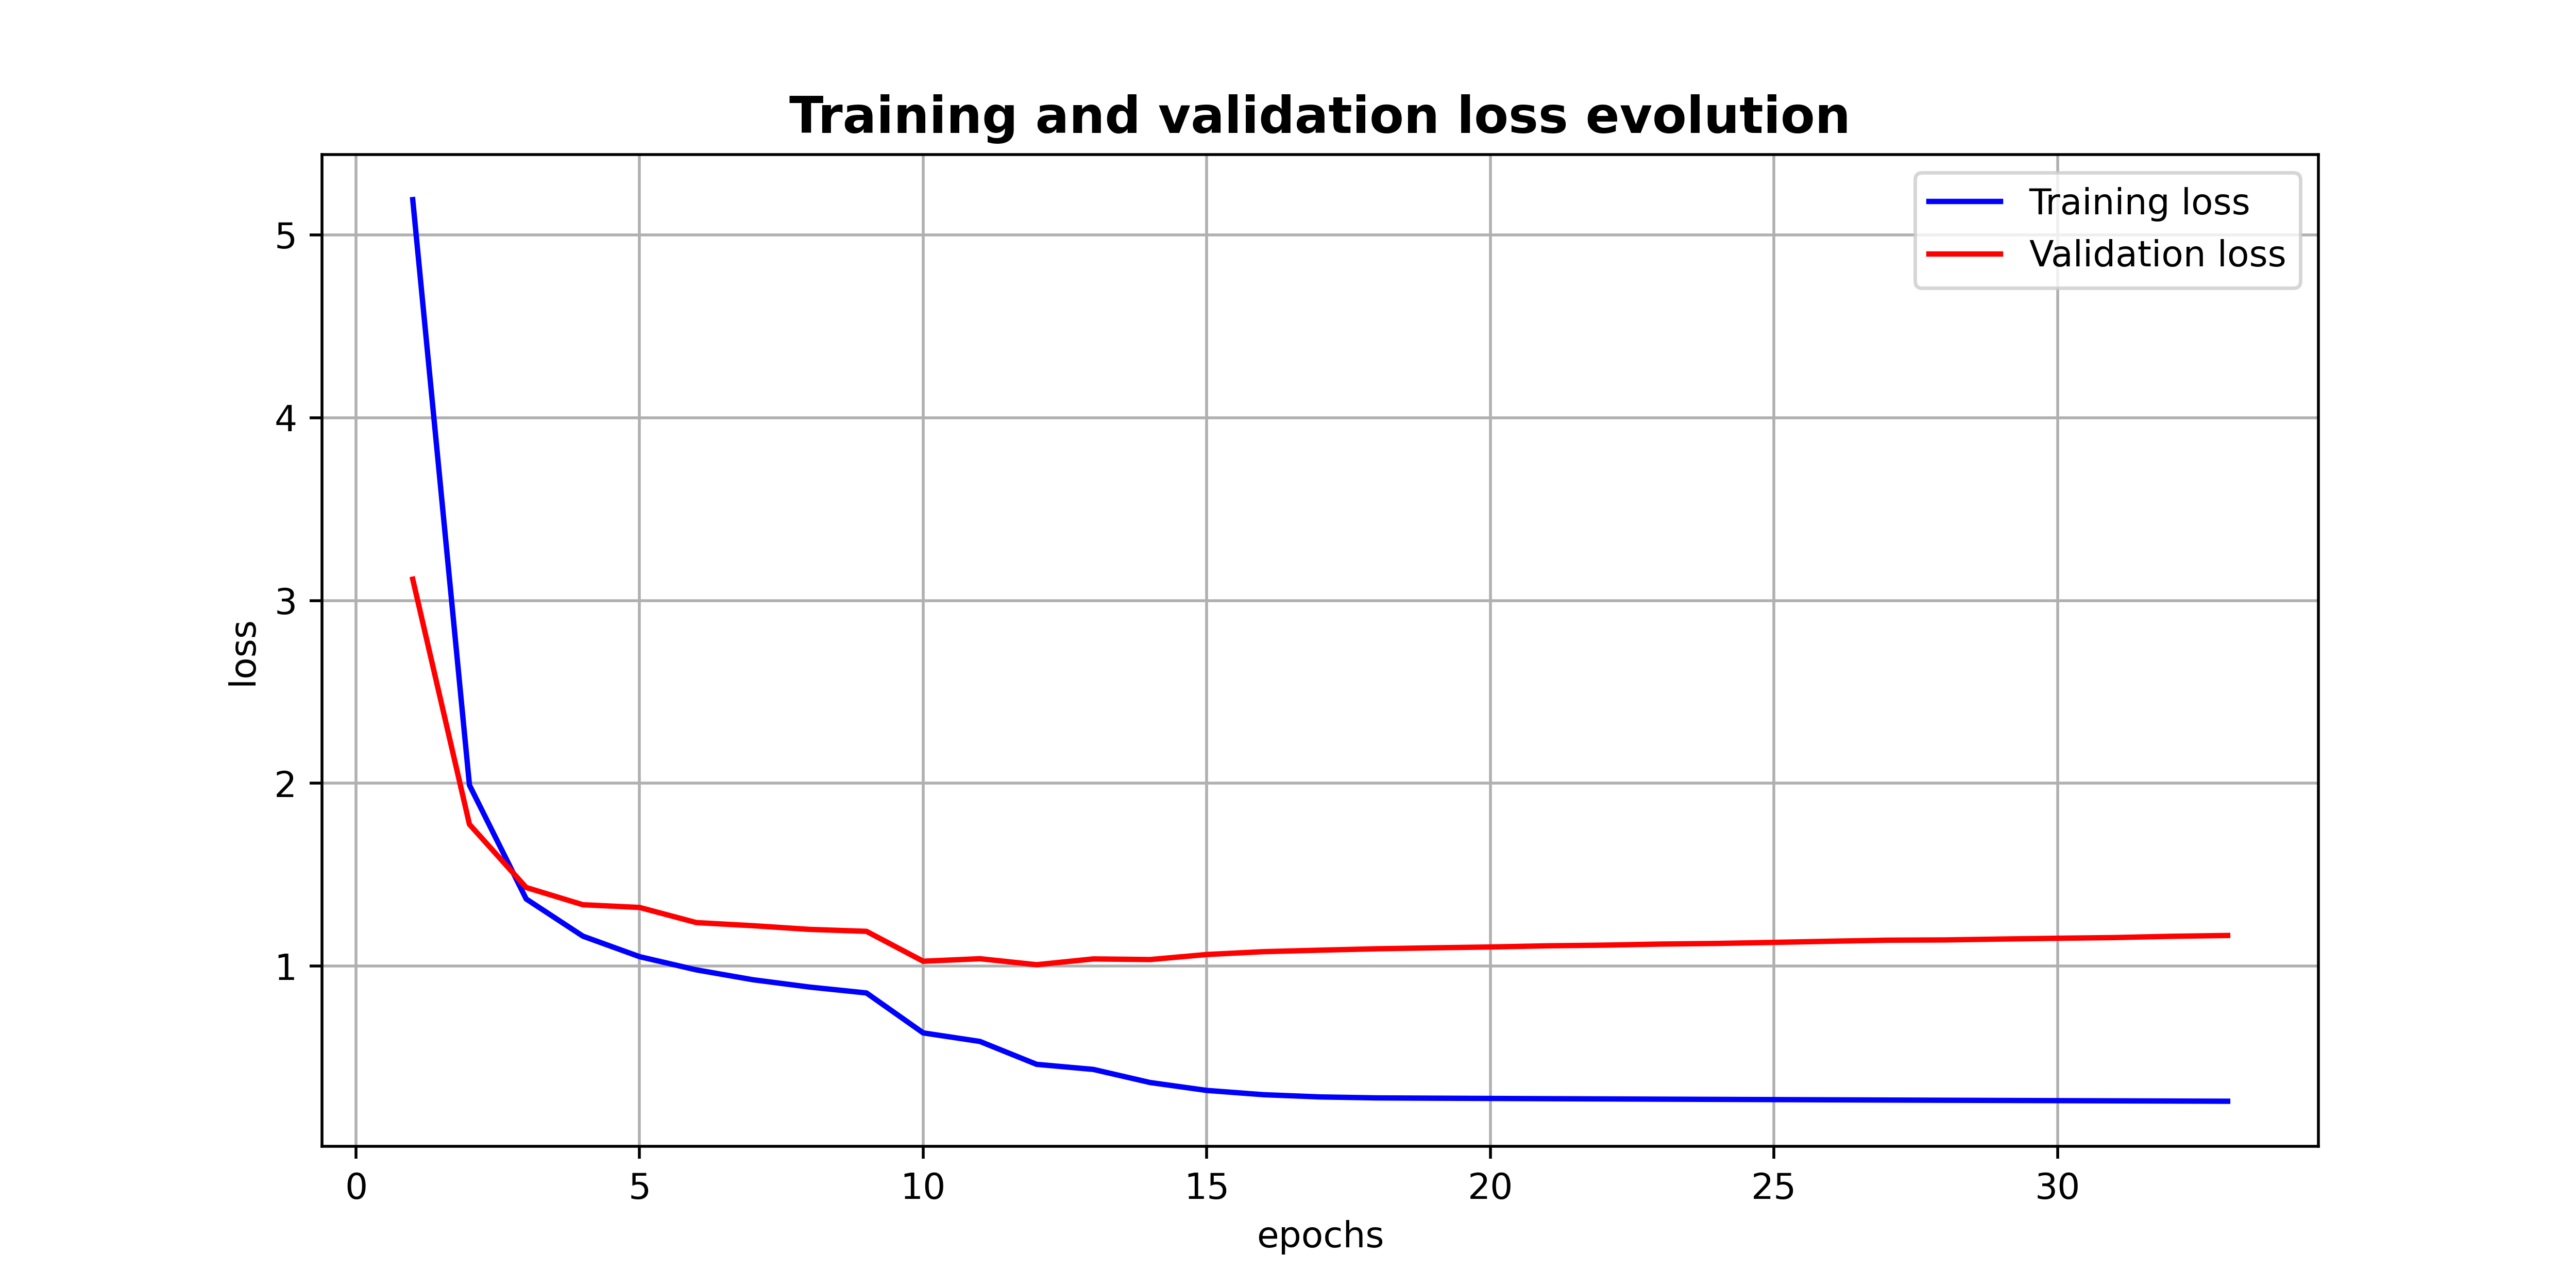 Training and validation loss evolution
Training loss
Validation loss
5
4
3
2
1
loss
0 5 10 15 20 25 30
epochs